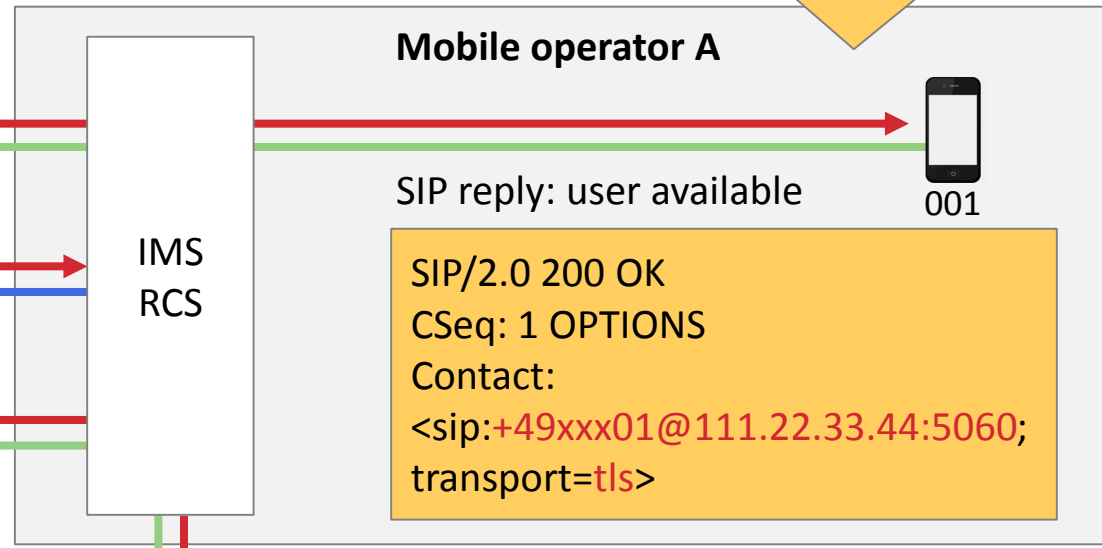 Mobile operator A
SIP reply: user available
001
IMS
RCS
SIP/2.0 200 OK
CSeq: 1 OPTIONS
Contact:
<sip:+49xxx01@111.22.33.44:5060;
transport=tls>